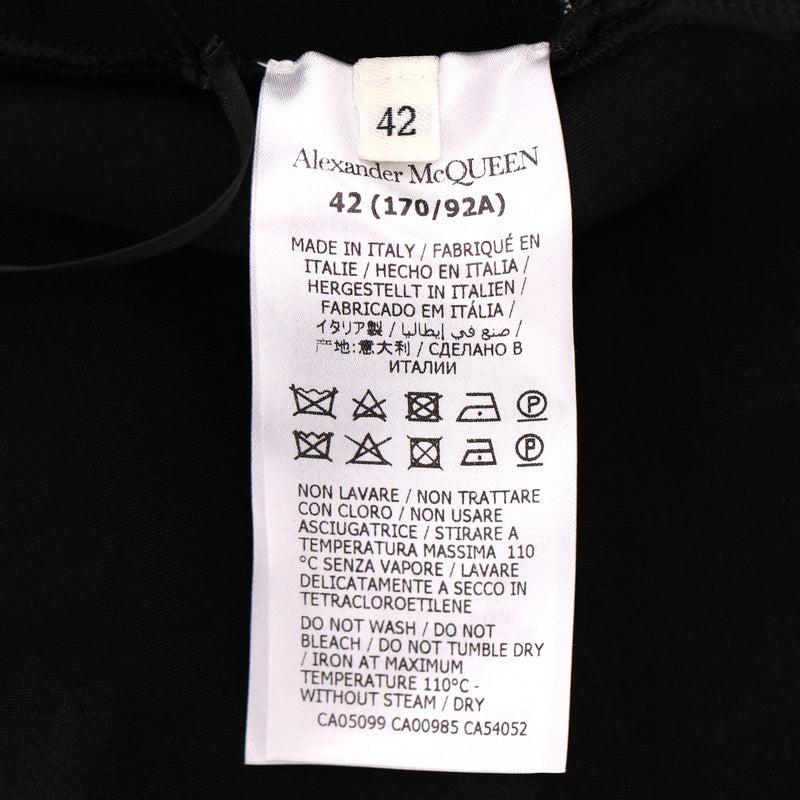 42
Alexander McQUEEN
42 (170/92A)
MADE IN ITALY / FABRIQUÉ EN
ITALIE / HECHO EN ITALIA /
HERGESTELLT IN ITALIEN /
FABRICADO EM ITÁLIA /
イタリア製 / صنع في إيطاليا /
产地:意大利 / СДЕЛАНО В
ИТАЛИИ
P
P
NON LAVARE / NON TRATTARE
CON CLORO / NON USARE
ASCIUGATRICE / STIRARE A
TEMPERATURA MASSIMA 110
°C SENZA VAPORE / LAVARE
DELICATAMENTE A SECCO IN
TETRACLOROETILENE
DO NOT WASH / DO NOT
BLEACH / DO NOT TUMBLE DRY
/ IRON AT MAXIMUM
TEMPERATURE 110°C -
WITHOUT STEAM / DRY
CA05099 CA00985 CA54052